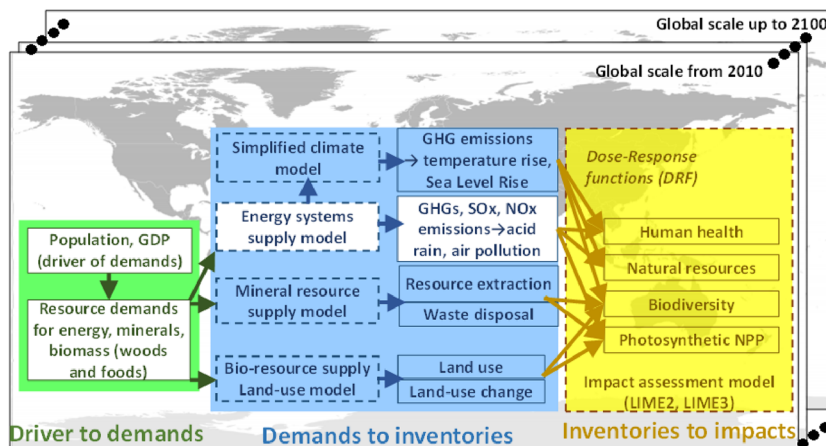 Global scale up to 2100
Global scale from 2010
Simplified climate
model
GHG emissions
→ temperature rise,
Sea Level Rise
Dose-Response
functions (DRF)
Energy systems
supply model
GHGs, SOx, NOx
emissions→acid
rain, air pollution
Population, GDP
(driver of demands)
Human health
Natural resources
Resource demands
for energy, minerals,
biomass (woods
and foods)
Mineral resource
supply model
Resource extraction
Waste disposal
Biodiversity
Photosynthetic NPP
Bio-resource supply
Land-use model
Land use
Land-use change
Impact assessment model
(LIME2, LIME3)
Driver to demands
Demands to inventories
Inventories to impacts